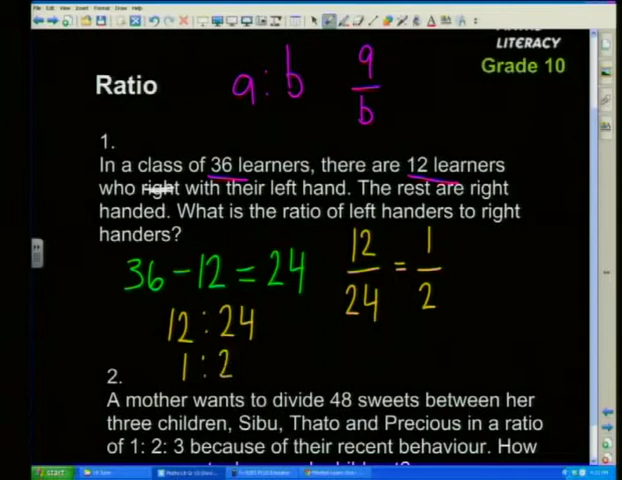 LITERACY
Grade 10
Ratio
a : b
a
b
1.
In a class of 36 learners, there are 12 learners
who right with their left hand. The rest are right
handed. What is the ratio of left handers to right
handers?
36 - 12 = 24
12
24
=
1
2
12 : 24
1 : 2
2.
A mother wants to divide 48 sweets between her
three children, Sibu, Thato and Precious in a ratio
of 1: 2: 3 because of their recent behaviour. How
start